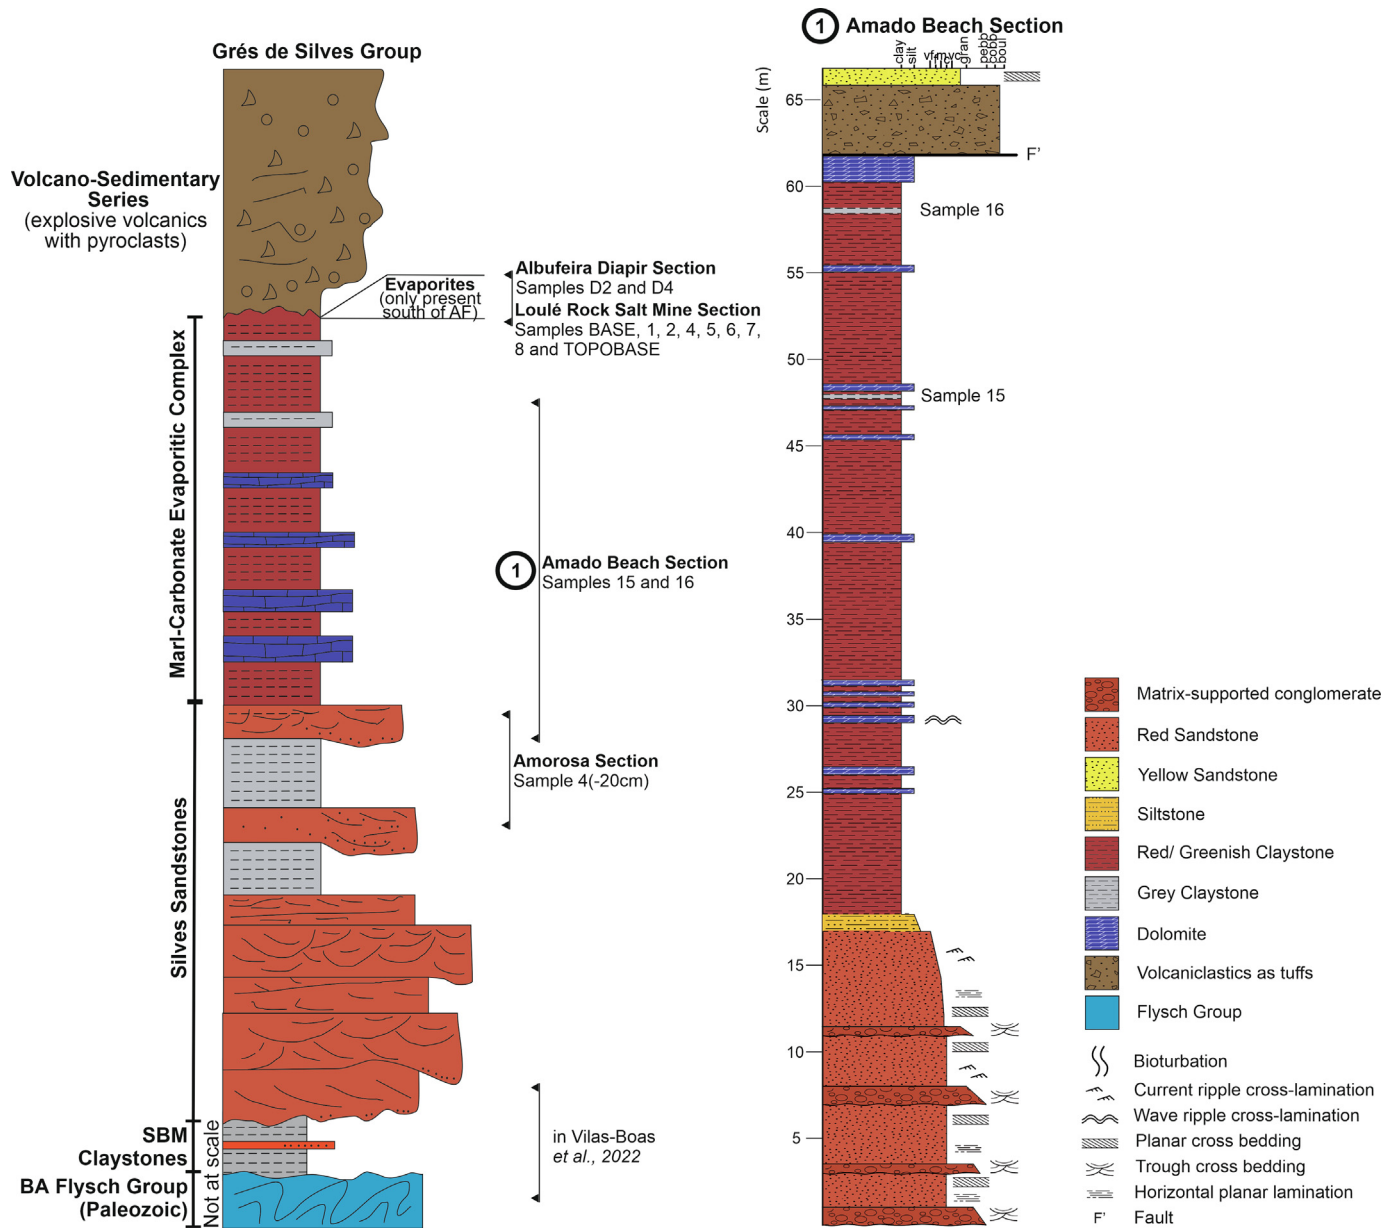 Grés de Silves Group
Volcano-Sedimentary
Series
(explosive volcanics
with pyroclasts)
Evaporites
(only present
south of AF)
Albufeira Diapir Section
Samples D2 and D4
Loulé Rock Salt Mine Section
Samples BASE, 1, 2, 4, 5, 6, 7,
8 and TOPOBASE
Marl-Carbonate Evaporitic Complex
1
Amado Beach Section
Samples 15 and 16
Amorosa Section
Sample 4(-20cm)
Silves Sandstones
SBM
Claystones
BA Flysch Group
(Paleozoic)
Not at scale
in Vilas-Boas
et al., 2022
1 Amado Beach Section
Scale (m)
clay
silt
vf
f
m
c
vc
gran
pebb
cobb
boul
65
F'
60
Sample 16
55
50
Sample 15
45
40
35
30
25
20
15
10
5
Matrix-supported conglomerate
Red Sandstone
Yellow Sandstone
Siltstone
Red/ Greenish Claystone
Grey Claystone
Dolomite
Volcaniclastics as tuffs
Flysch Group
Bioturbation
Current ripple cross-lamination
Wave ripple cross-lamination
Planar cross bedding
Trough cross bedding
Horizontal planar lamination
F' Fault